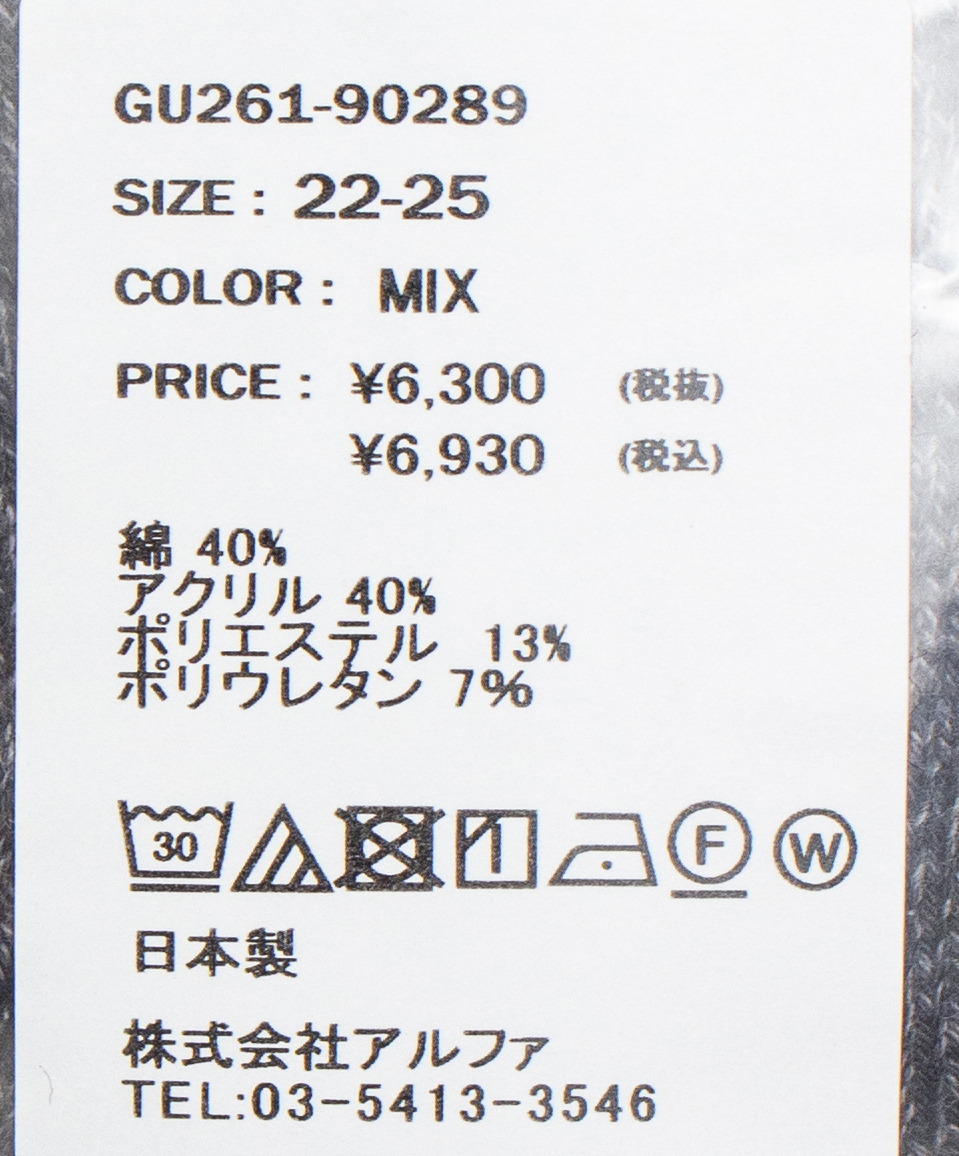 GU261-90289
SIZE : 22-25
COLOR : MIX
PRICE : ¥6,300 (税抜)
¥6,930 (税込)
綿 40%
アクリル 40%
ポリエステル 13%
ポリウレタン 7%
30 F W
日本製
株式会社アルファ
TEL:03-5413-3546